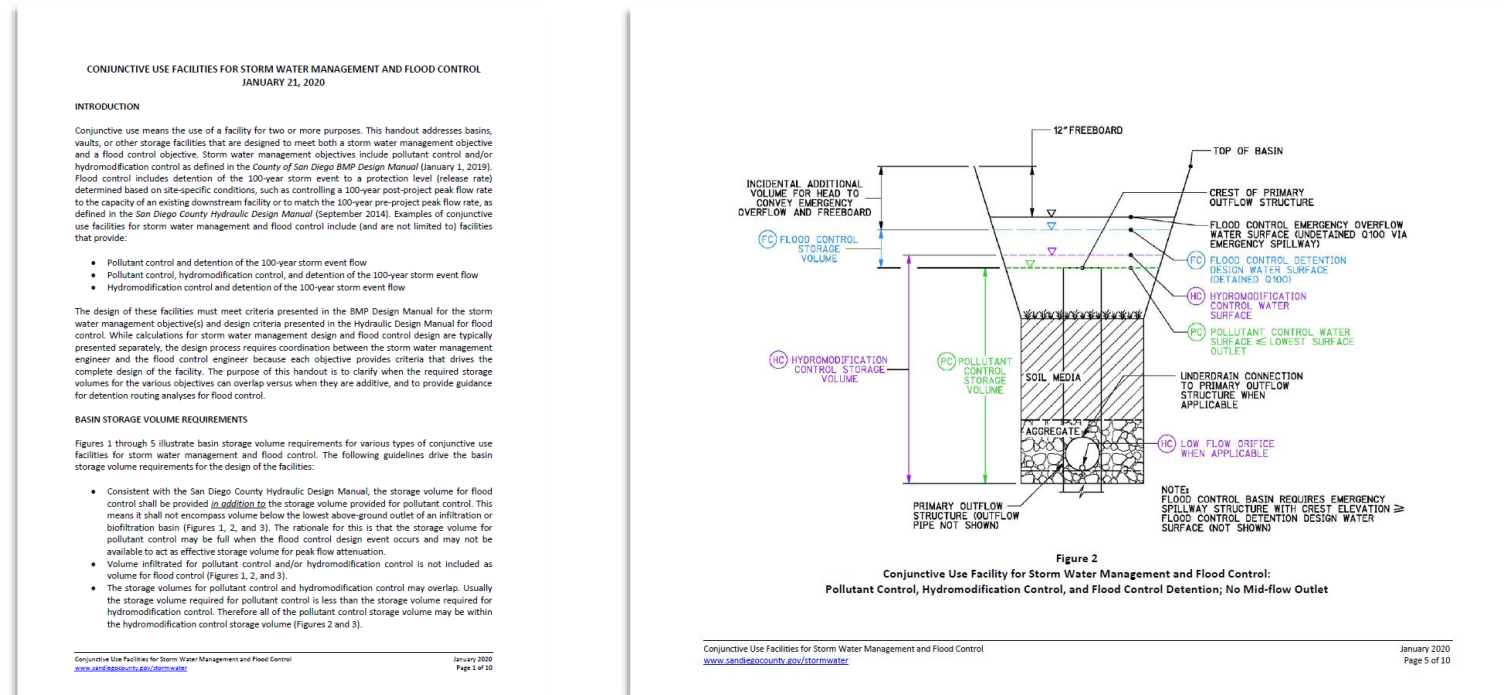 CONJUNCTIVE USE FACILITIES FOR STORM WATER MANAGEMENT AND FLOOD CONTROL
JANUARY 21, 2020
INTRODUCTION
Conjunctive use means the use of a facility for two or more purposes. This handout addresses basins,
vaults, or other storage facilities that are designed to meet both a storm water management objective
and a flood control objective. Storm water management objectives include pollutant control and/or
hydromodification control as defined in the County of San Diego BMP Design Manual (January 1, 2019).
Flood control includes detention of the 100-year storm event to a protection level (release rate)
determined based on site-specific conditions, such as controlling a 100-year post-project peak flow rate
to the capacity of an existing downstream facility or to match the 100-year pre-project peak flow rate, as
defined in the San Diego County Hydraulic Design Manual (September 2014). Examples of conjunctive
use facilities for storm water management and flood control include (and are not limited to) facilities
that provide:
• Pollutant control and detention of the 100-year storm event flow
• Pollutant control, hydromodification control, and detention of the 100-year storm event flow
• Hydromodification control and detention of the 100-year storm event flow
The design of these facilities must meet criteria presented in the BMP Design Manual for the storm
water management objective(s) and design criteria presented in the Hydraulic Design Manual for flood
control. While calculations for storm water management design and flood control design are typically
presented separately, the design process requires coordination between the storm water management
engineer and the flood control engineer because each objective provides criteria that drives the
complete design of the facility. The purpose of this handout is to clarify when the required storage
volumes for the various objectives can overlap versus when they are additive, and to provide guidance
for detention routing analyses for flood control.
BASIN STORAGE VOLUME REQUIREMENTS
Figures 1 through 5 illustrate basin storage volume requirements for various types of conjunctive use
facilities for storm water management and flood control. The following guidelines drive the basin
storage volume requirements for the design of the facilities:
• Consistent with the San Diego County Hydraulic Design Manual, the storage volume for flood
control shall be provided in addition to the storage volume provided for pollutant control. This
means it shall not encompass volume below the lowest above-ground outlet of an infiltration or
biofiltration basin (Figures 1, 2, and 3). The rationale for this is that the storage volume for
pollutant control may be full when the flood control design event occurs and may not be
available to act as effective storage volume for peak flow attenuation.
• Volume infiltrated for pollutant control and/or hydromodification control is not included as
volume for flood control (Figures 1, 2, and 3).
• The storage volumes for pollutant control and hydromodification control may overlap. Usually
the storage volume required for pollutant control is less than the storage volume required for
hydromodification control. Therefore all of the pollutant control storage volume may be within
the hydromodification control storage volume (Figures 2 and 3).
Conjunctive Use Facilities for Storm Water Management and Flood Control
January 2020
www.sandiegocounty.gov/stormwater
Page 1 of 10
12" FREEBOARD
TOP OF BASIN
INCIDENTAL ADDITIONAL
VOLUME FOR HEAD TO
CONVEY EMERGENCY
OVERFLOW AND FREEBOARD
CREST OF PRIMARY
OUTFLOW STRUCTURE
FLOOD CONTROL EMERGENCY OVERFLOW
WATER SURFACE (UNDETAINED Q100 VIA
EMERGENCY SPILLWAY)
FC FLOOD CONTROL
STORAGE
VOLUME
FC FLOOD CONTROL DETENTION
DESIGN WATER SURFACE
(DETAINED Q100)
HC HYDROMODIFICATION
CONTROL WATER
SURFACE
PC POLLUTANT CONTROL WATER
SURFACE ≤ LOWEST SURFACE
OUTLET
HC HYDROMODIFICATION
CONTROL STORAGE
VOLUME
PC POLLUTANT
CONTROL
STORAGE
VOLUME
SOIL MEDIA
UNDERDRAIN CONNECTION
TO PRIMARY OUTFLOW
STRUCTURE WHEN
APPLICABLE
AGGREGATE
HC LOW FLOW ORIFICE
WHEN APPLICABLE
PRIMARY OUTFLOW
STRUCTURE (OUTFLOW
PIPE NOT SHOWN)
NOTE:
FLOOD CONTROL BASIN REQUIRES EMERGENCY
SPILLWAY STRUCTURE WITH CREST ELEVATION ≥
FLOOD CONTROL DETENTION DESIGN WATER
SURFACE (NOT SHOWN)
Figure 2
Conjunctive Use Facility for Storm Water Management and Flood Control:
Pollutant Control, Hydromodification Control, and Flood Control Detention; No Mid-flow Outlet
Conjunctive Use Facilities for Storm Water Management and Flood Control
January 2020
www.sandiegocounty.gov/stormwater
Page 5 of 10